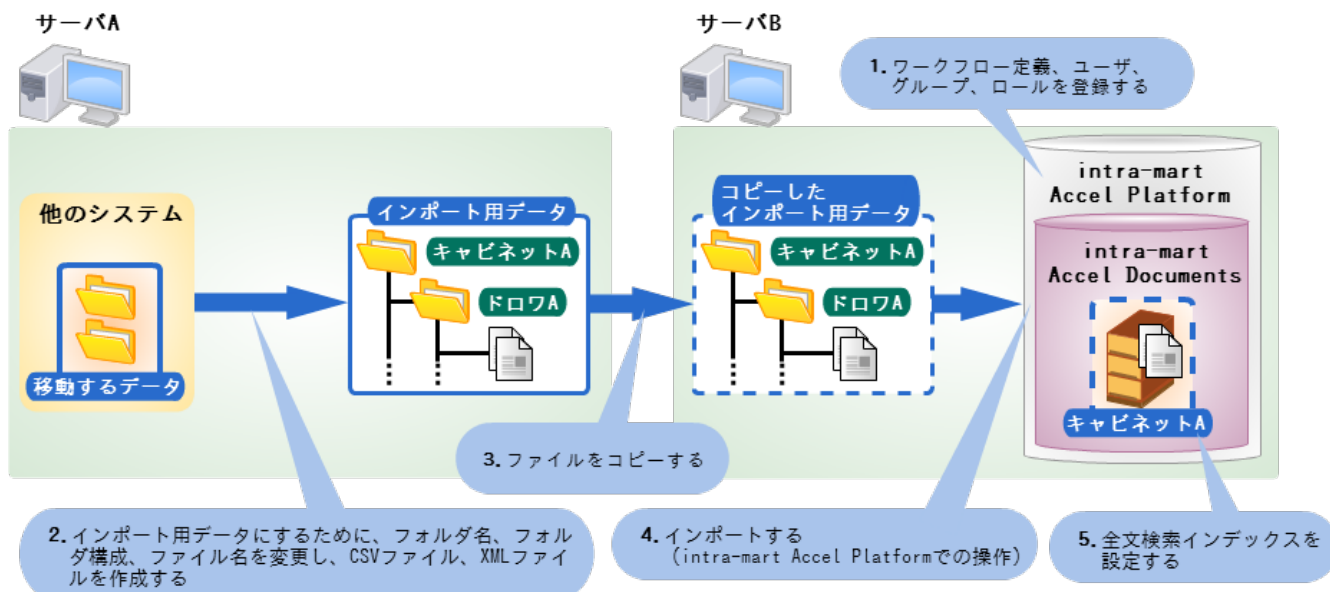 サーバA
サーバB
1. ワークフロー定義、ユーザ、
グループ、ロールを登録する
他のシステム
移動するデータ
インポート用データ
キャビネットA
ドロワA
コピーした
インポート用データ
キャビネットA
ドロワA
intra-mart
Accel Platform
intra-mart
Accel Documents
キャビネットA
3. ファイルをコピーする
2. インポート用データにするために、フォルダ名、フォル
ダ構成、ファイル名を変更し、CSVファイル、XMLファイ
ルを作成する
4. インポートする
（intra-mart Accel Platformでの操作）
5. 全文検索インデックスを
設定する